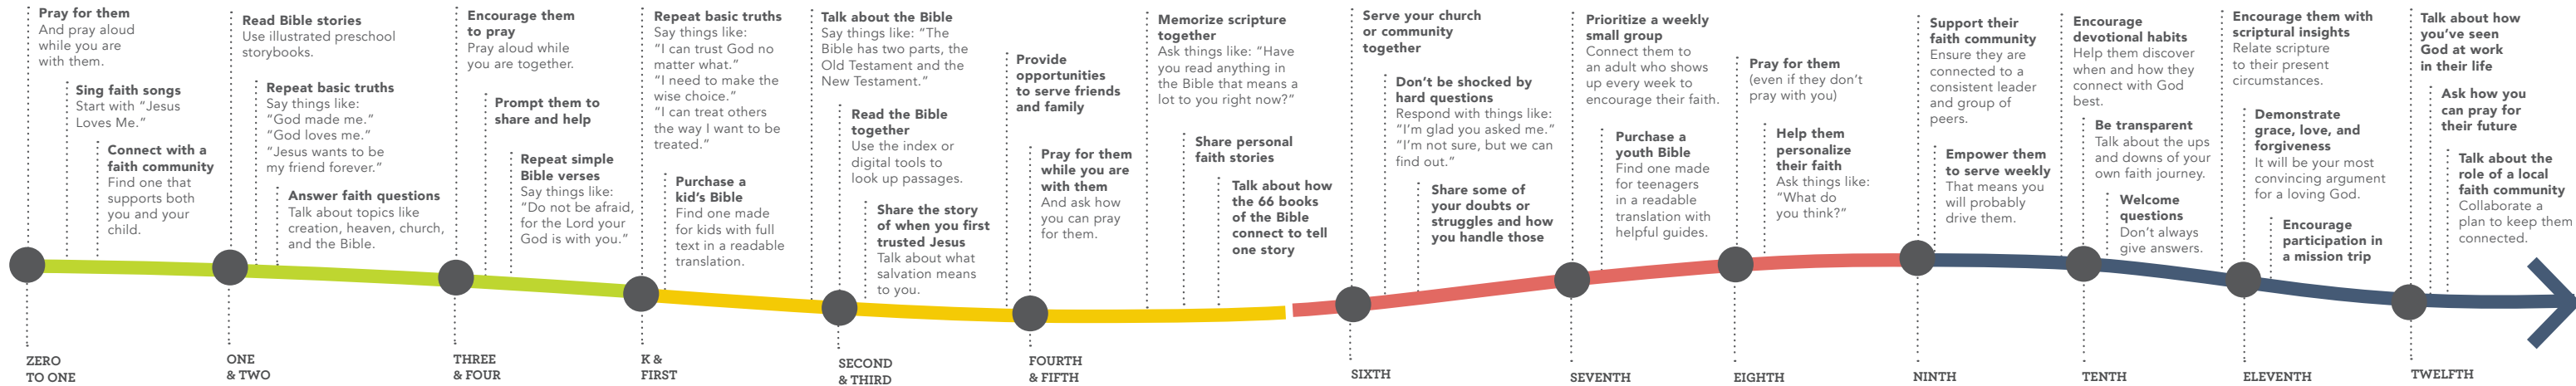 Pray for them
And pray aloud
while you are
with them.
Sing faith songs
Start with “Jesus
Loves Me.”
Connect with a
faith community
Find one that
supports both
you and your
child.
Read Bible stories
Use illustrated preschool
storybooks.
Repeat basic truths
Say things like:
“God made me.”
“God loves me.”
“Jesus wants to be
my friend forever.”
Answer faith questions
Talk about topics like
creation, heaven, church,
and the Bible.
Encourage them
to pray
Pray aloud while
you are together.
Prompt them to
share and help
Repeat simple
Bible verses
Say things like:
“Do not be afraid,
for the Lord your
God is with you.”
Repeat basic truths
Say things like:
“I can trust God no
matter what.”
“I need to make the
wise choice.”
“I can treat others
the way I want to be
treated.”
Purchase a
kid’s Bible
Find one made
for kids with full
text in a readable
translation.
Talk about the Bible
Say things like: “The
Bible has two parts, the
Old Testament and the
New Testament.”
Read the Bible
together
Use the index or
digital tools to
look up passages.
Share the story
of when you first
trusted Jesus
Talk about what
salvation means
to you.
Provide
opportunities
to serve friends
and family
Pray for them
while you are
with them
And ask how
you can pray
for them.
Memorize scripture
together
Ask things like: “Have
you read anything in
the Bible that means a
lot to you right now?”
Share personal
faith stories
Talk about how
the 66 books
of the Bible
connect to tell
one story
Serve your church
or community
together
Don’t be shocked by
hard questions
Respond with things like:
“I’m glad you asked me.”
“I’m not sure, but we can
find out.”
Share some of
your doubts or
struggles and how
you handle those
Prioritize a weekly
small group
Connect them to
an adult who shows
up every week to
encourage their faith.
Purchase a
youth Bible
Find one made
for teenagers
in a readable
translation with
helpful guides.
Pray for them
(even if they don’t
pray with you)
Help them
personalize
their faith
Ask things like:
“What do
you think?”
Support their
faith community
Ensure they are
connected to a
consistent leader
and group of
peers.
Empower them
to serve weekly
That means you
will probably
drive them.
Encourage
devotional habits
Help them discover
when and how they
connect with God
best.
Be transparent
Talk about the ups
and downs of your
own faith journey.
Welcome
questions
Don’t always
give answers.
Encourage them with
scriptural insights
Relate scripture
to their present
circumstances.
Demonstrate
grace, love, and
forgiveness
It will be your most
convincing argument
for a loving God.
Encourage
participation in
a mission trip
Talk about how
you’ve seen
God at work
in their life
Ask how you
can pray for
their future
Talk about the
role of a local
faith community
Collaborate a
plan to keep them
connected.
ZERO
TO ONE
ONE
& TWO
THREE
& FOUR
K &
FIRST
SECOND
& THIRD
FOURTH
& FIFTH
SIXTH
SEVENTH
EIGHTH
NINTH
TENTH
ELEVENTH
TWELFTH